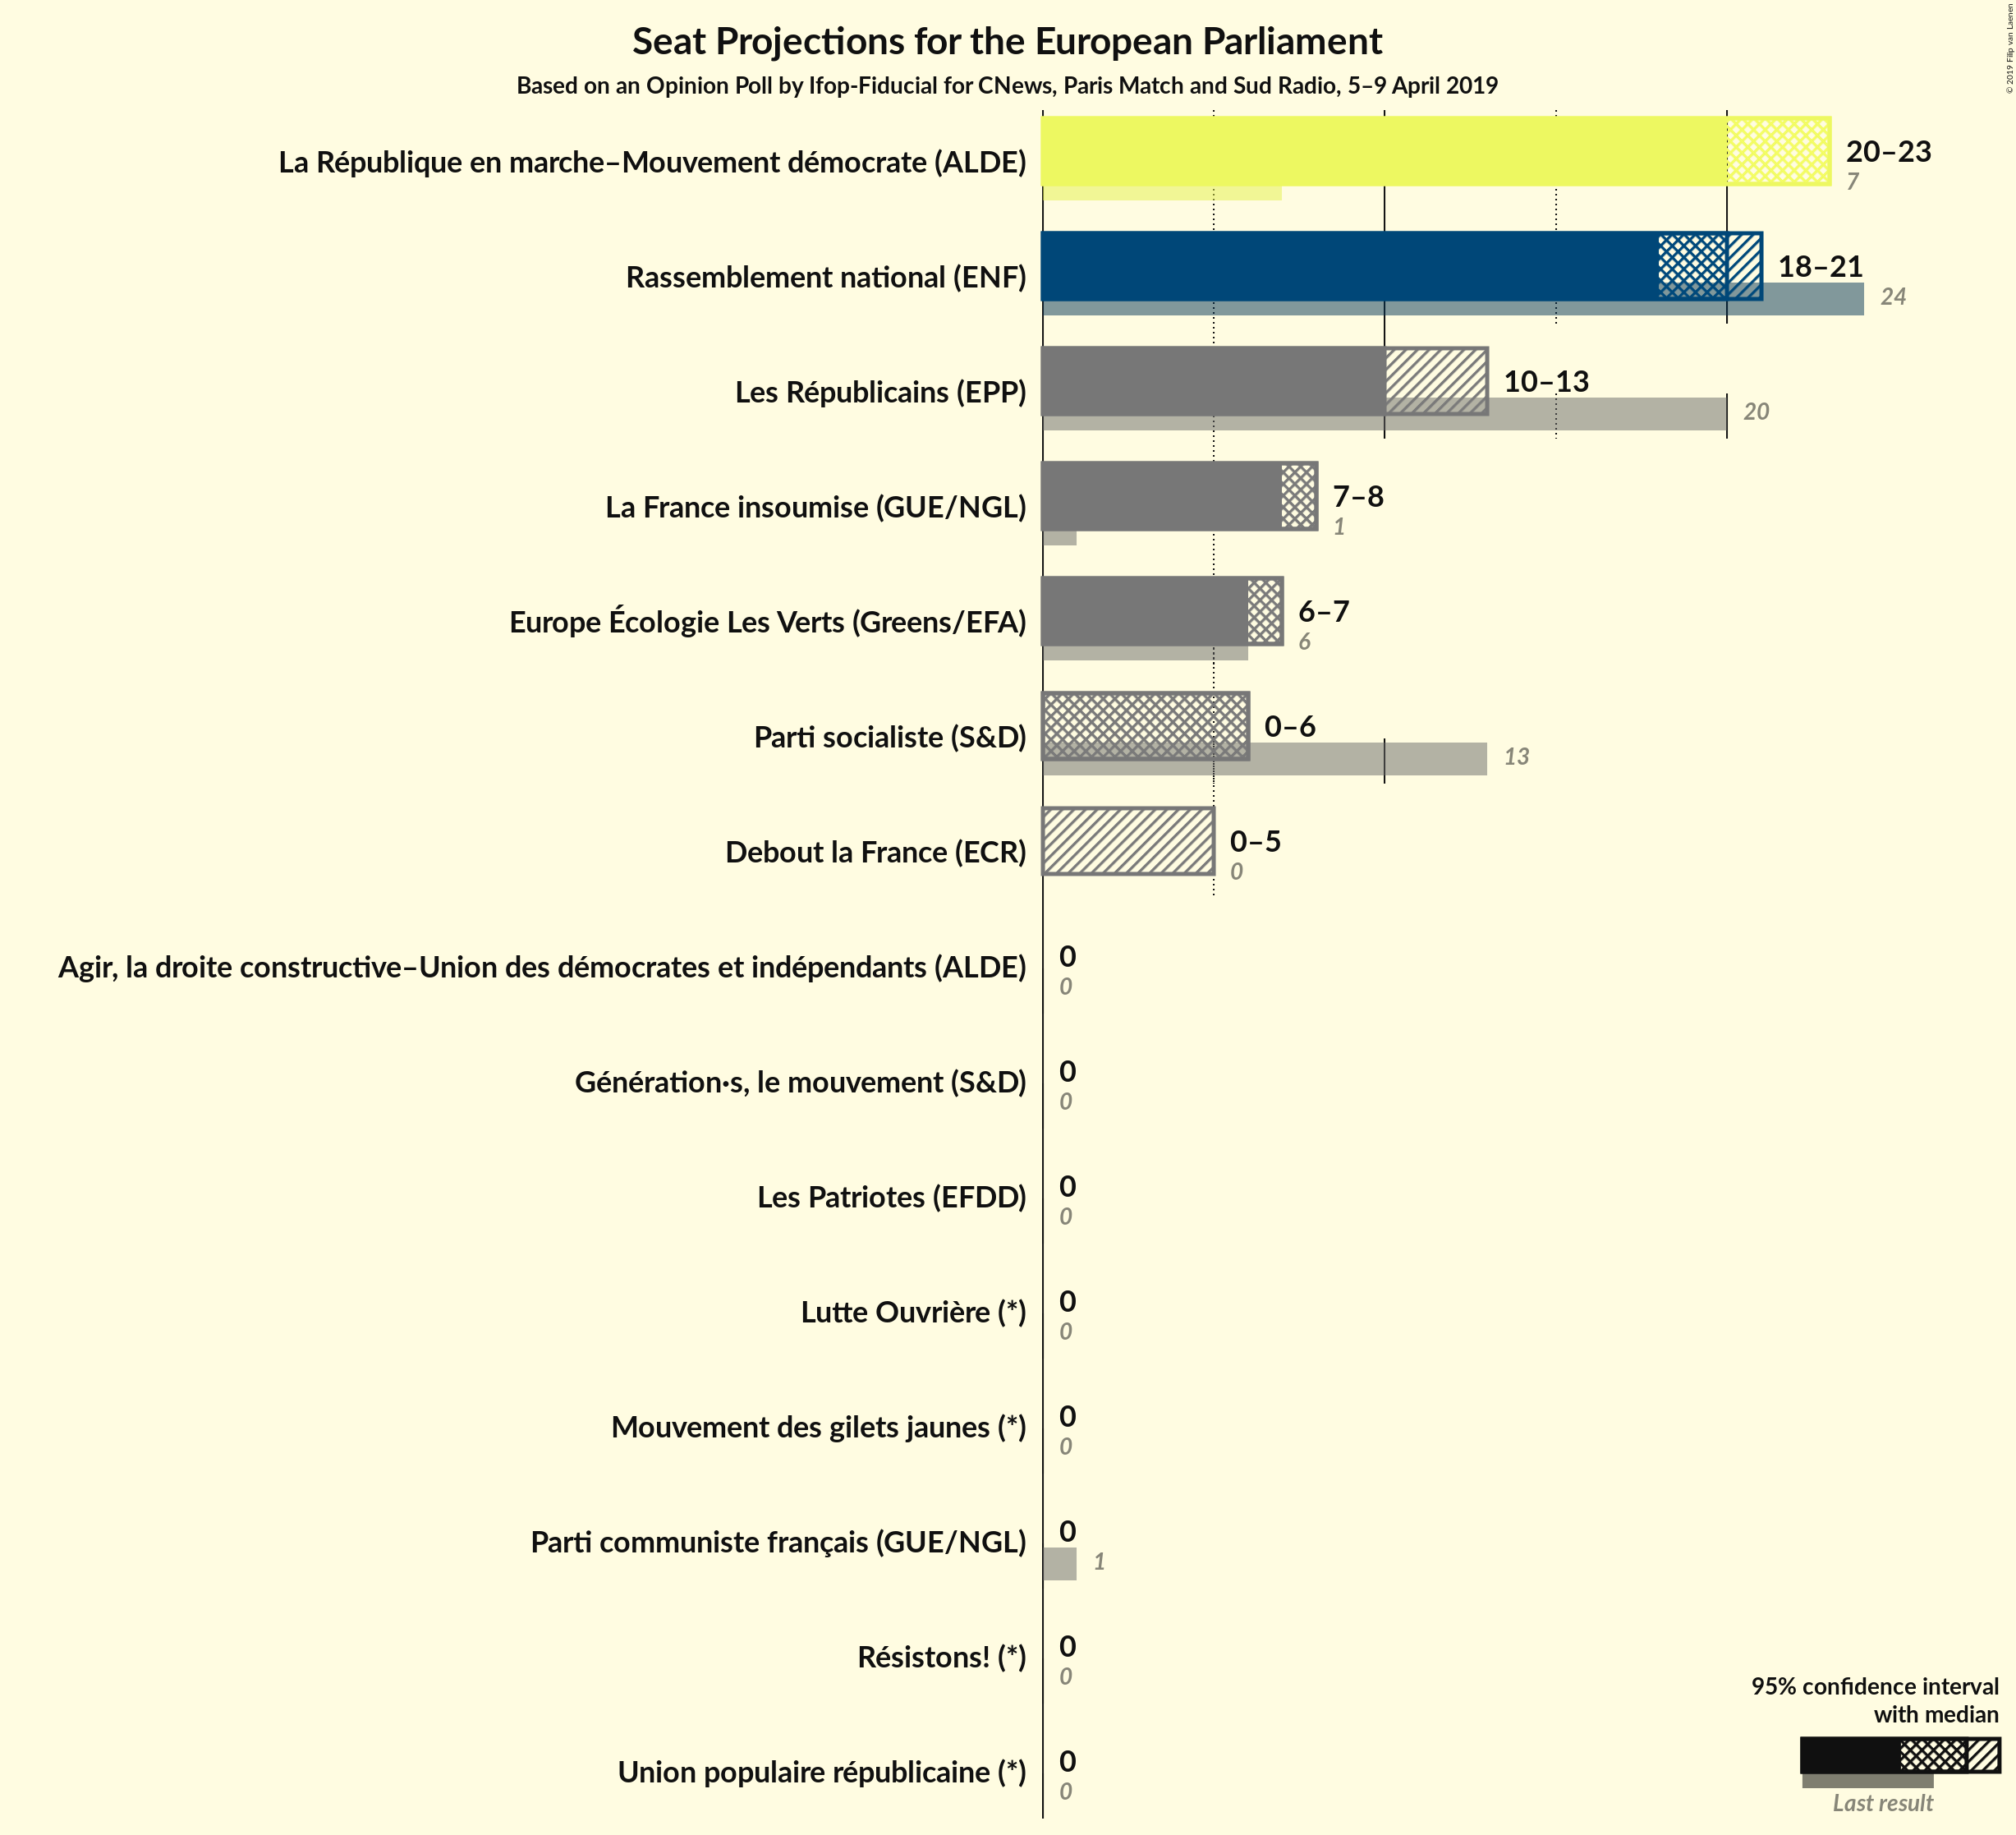 Seat Projections for the European Parliament
Based on an Opinion Poll by Ifop-Fiducial for CNews, Paris Match and Sud Radio, 5–9 April 2019
© 2019 Filip van Laenen
La République en marche–Mouvement démocrate (ALDE)
20–23
7
Rassemblement national (ENF)
18–21
24
Les Républicains (EPP)
10–13
20
La France insoumise (GUE/NGL)
7–8
1
Europe Écologie Les Verts (Greens/EFA)
6–7
6
Parti socialiste (S&D)
0–6
13
Debout la France (ECR)
0–5
0
Agir, la droite constructive–Union des démocrates et indépendants (ALDE)
0
0
Génération·s, le mouvement (S&D)
0
0
Les Patriotes (EFDD)
0
0
Lutte Ouvrière (*)
0
0
Mouvement des gilets jaunes (*)
0
0
Parti communiste français (GUE/NGL)
0
1
Résistons! (*)
0
0
Union populaire républicaine (*)
0
0
95% confidence interval
with median
Last result